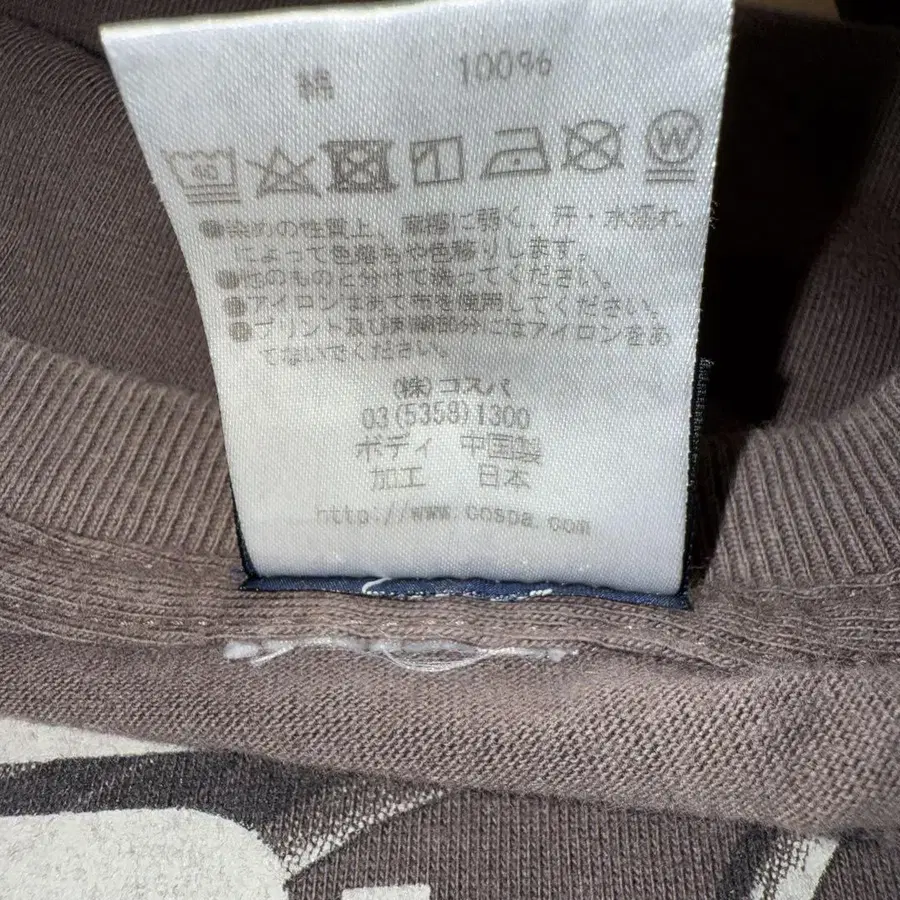 綿 100%
40
W
●染めの性質上、摩擦に弱く、汗・水濡れ
によって色落ちや色移りします。
●他のものと分けて洗ってください。
●アイロンは あて布を使用してください。
●プリント及び刺繍部分にはアイロンをあ
てないでください。
(株)コスパ
03(5358)1300
ボディ 中国製
加工 日本
http://www.cospa.com